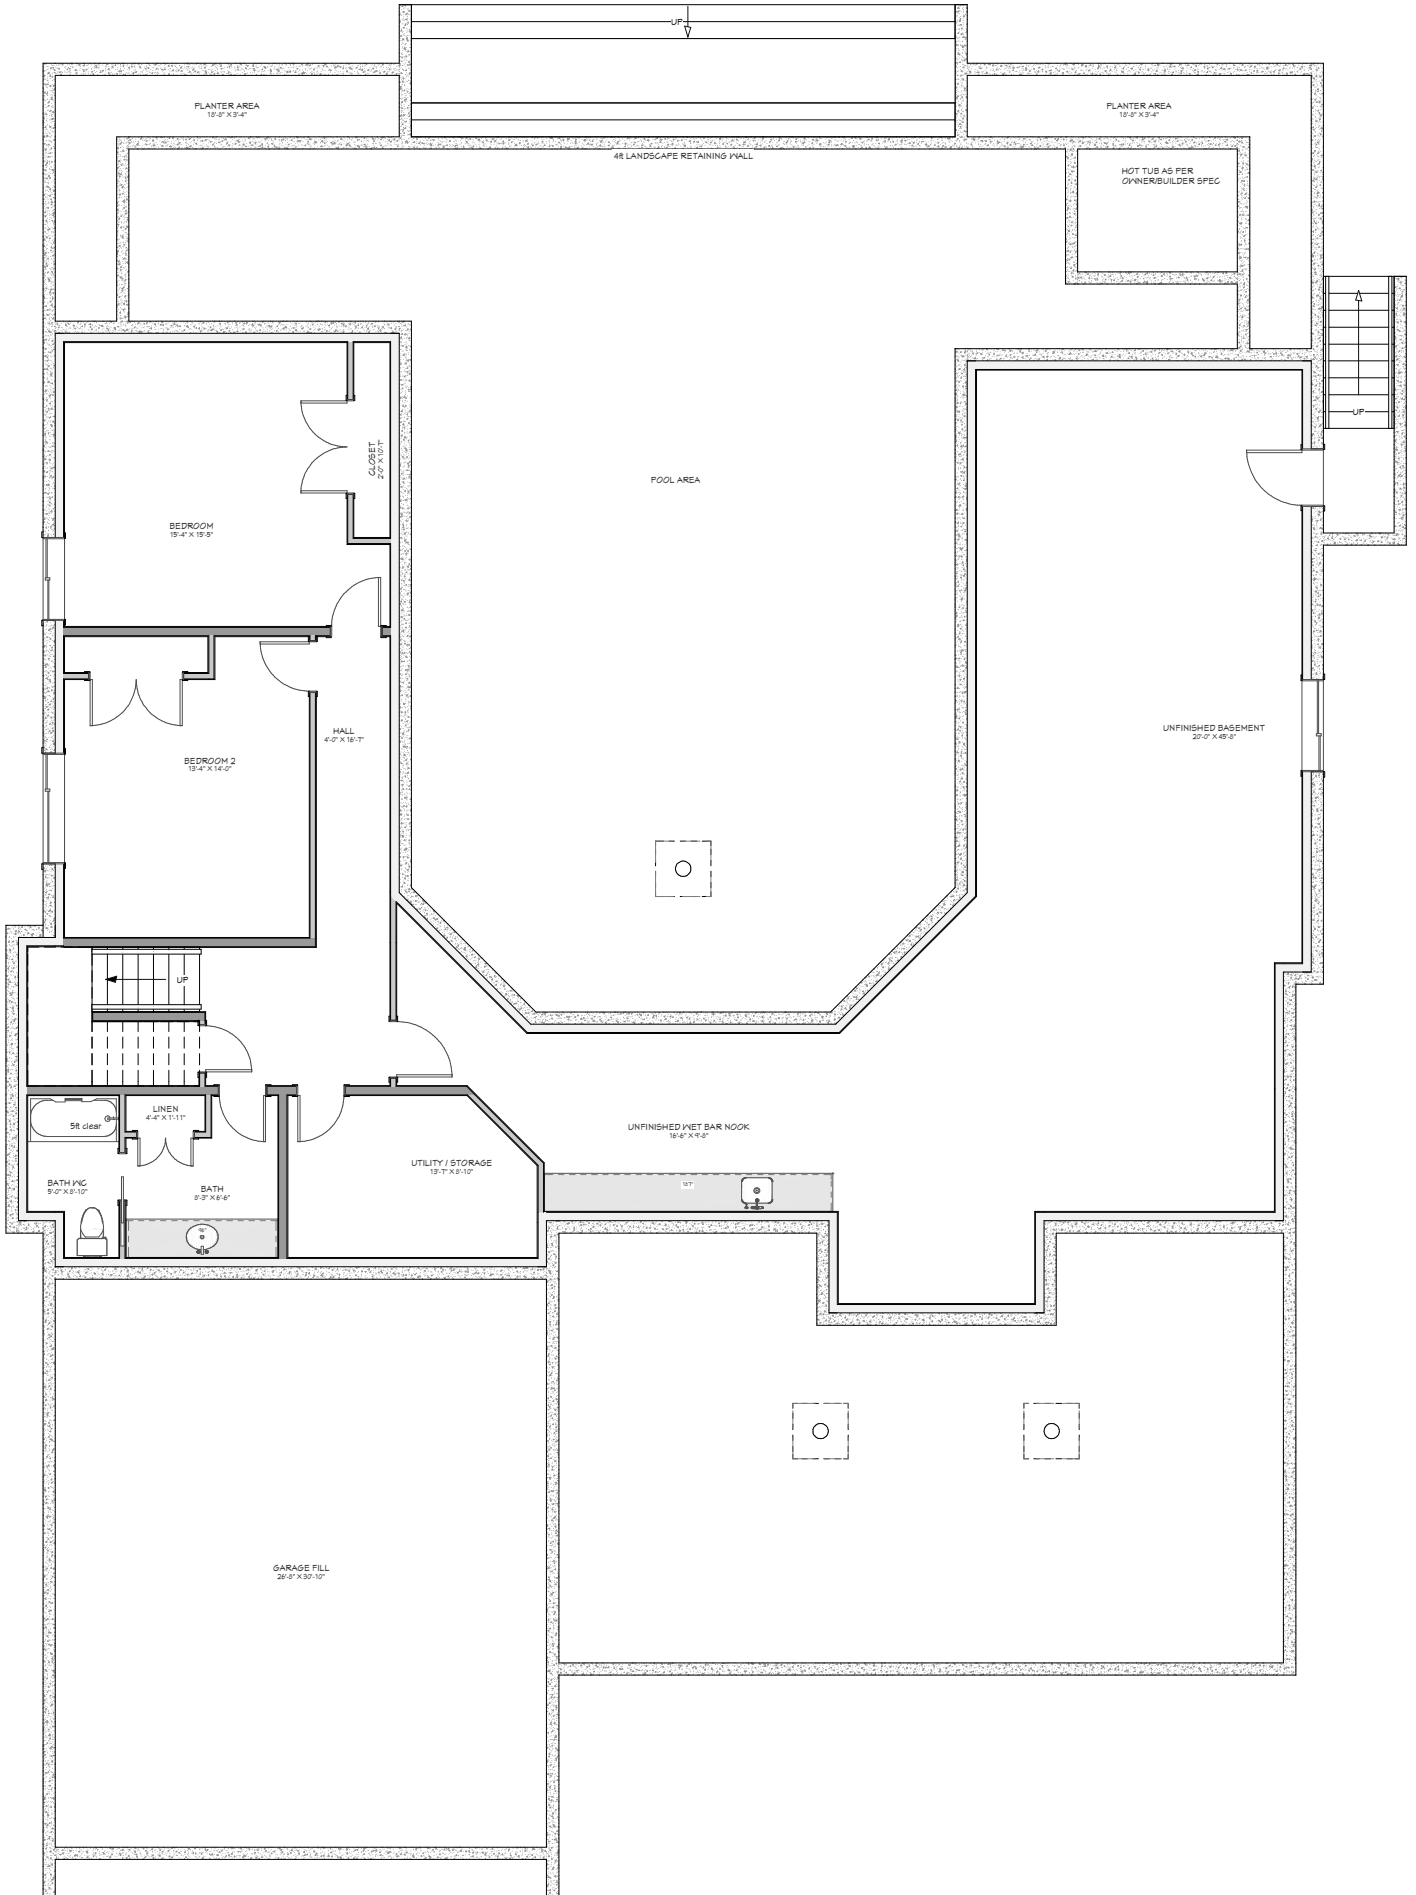 UP
PLANTER AREA
18'-8" X 3'-4"
PLANTER AREA
18'-8" X 3'-4"
4ft LANDSCAPE RETAINING WALL
HOT TUB AS PER
OWNER/BUILDER SPEC
UP
CLOSET
2'-0" X 10'-7"
POOL AREA
BEDROOM
15'-4" X 15'-5"
HALL
4'-0" X 16'-7"
UNFINISHED BASEMENT
20'-0" X 45'-8"
BEDROOM 2
13'-4" X 14'-0"
UP
LINEN
4'-4" X 1'-11"
5ft clear
UNFINISHED WET BAR NOOK
16'-6" X 9'-8"
UTILITY / STORAGE
13'-7" X 8'-10"
BATH WC
5'-0" X 8'-10"
BATH
8'-3" X 6'-6"
GARAGE FILL
26'-8" X 30'-10"